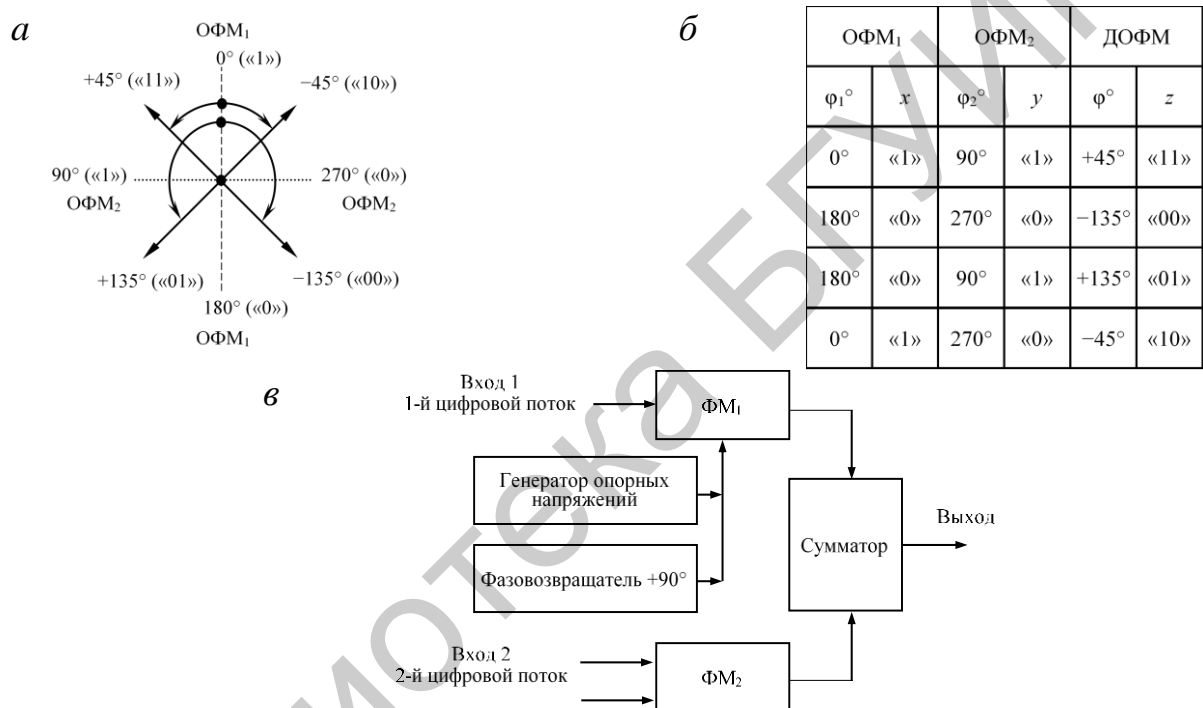 а
ОФМ₁
0° («1»)
+45° («11»)
−45° («10»)
90° («1»)
ОФМ₂
270° («0»)
ОФМ₂
+135° («01»)
−135° («00»)
180° («0»)
ОФМ₁
б
ОФМ₁ ОФМ₂ ДОФМ
φ₁° x φ₂° y φ° z
0° «1» 90° «1» +45° «11»
180° «0» 270° «0» −135° «00»
180° «0» 90° «1» +135° «01»
0° «1» 270° «0» −45° «10»
в
Вход 1
1-й цифровой поток
ФМ₁
Генератор опорных
напряжений
Фазовозвращатель +90°
Сумматор
Выход
Вход 2
2-й цифровой поток
ФМ₂
иотека БГУИ